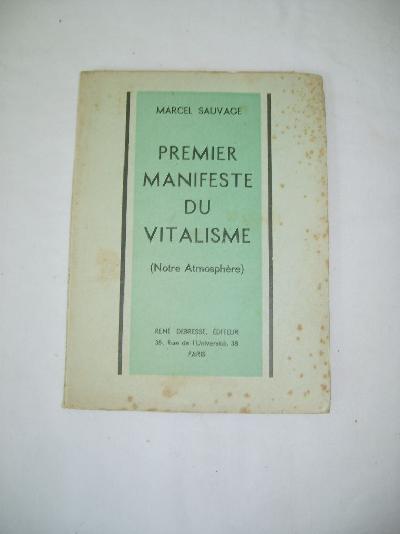 MARCEL SAUVAGE
PREMIER
MANIFESTE
DU
VITALISME
(Notre Atmosphère)
RENÉ DEBRESSE, ÉDITEUR
38, Rue de l'Université, 38
PARIS